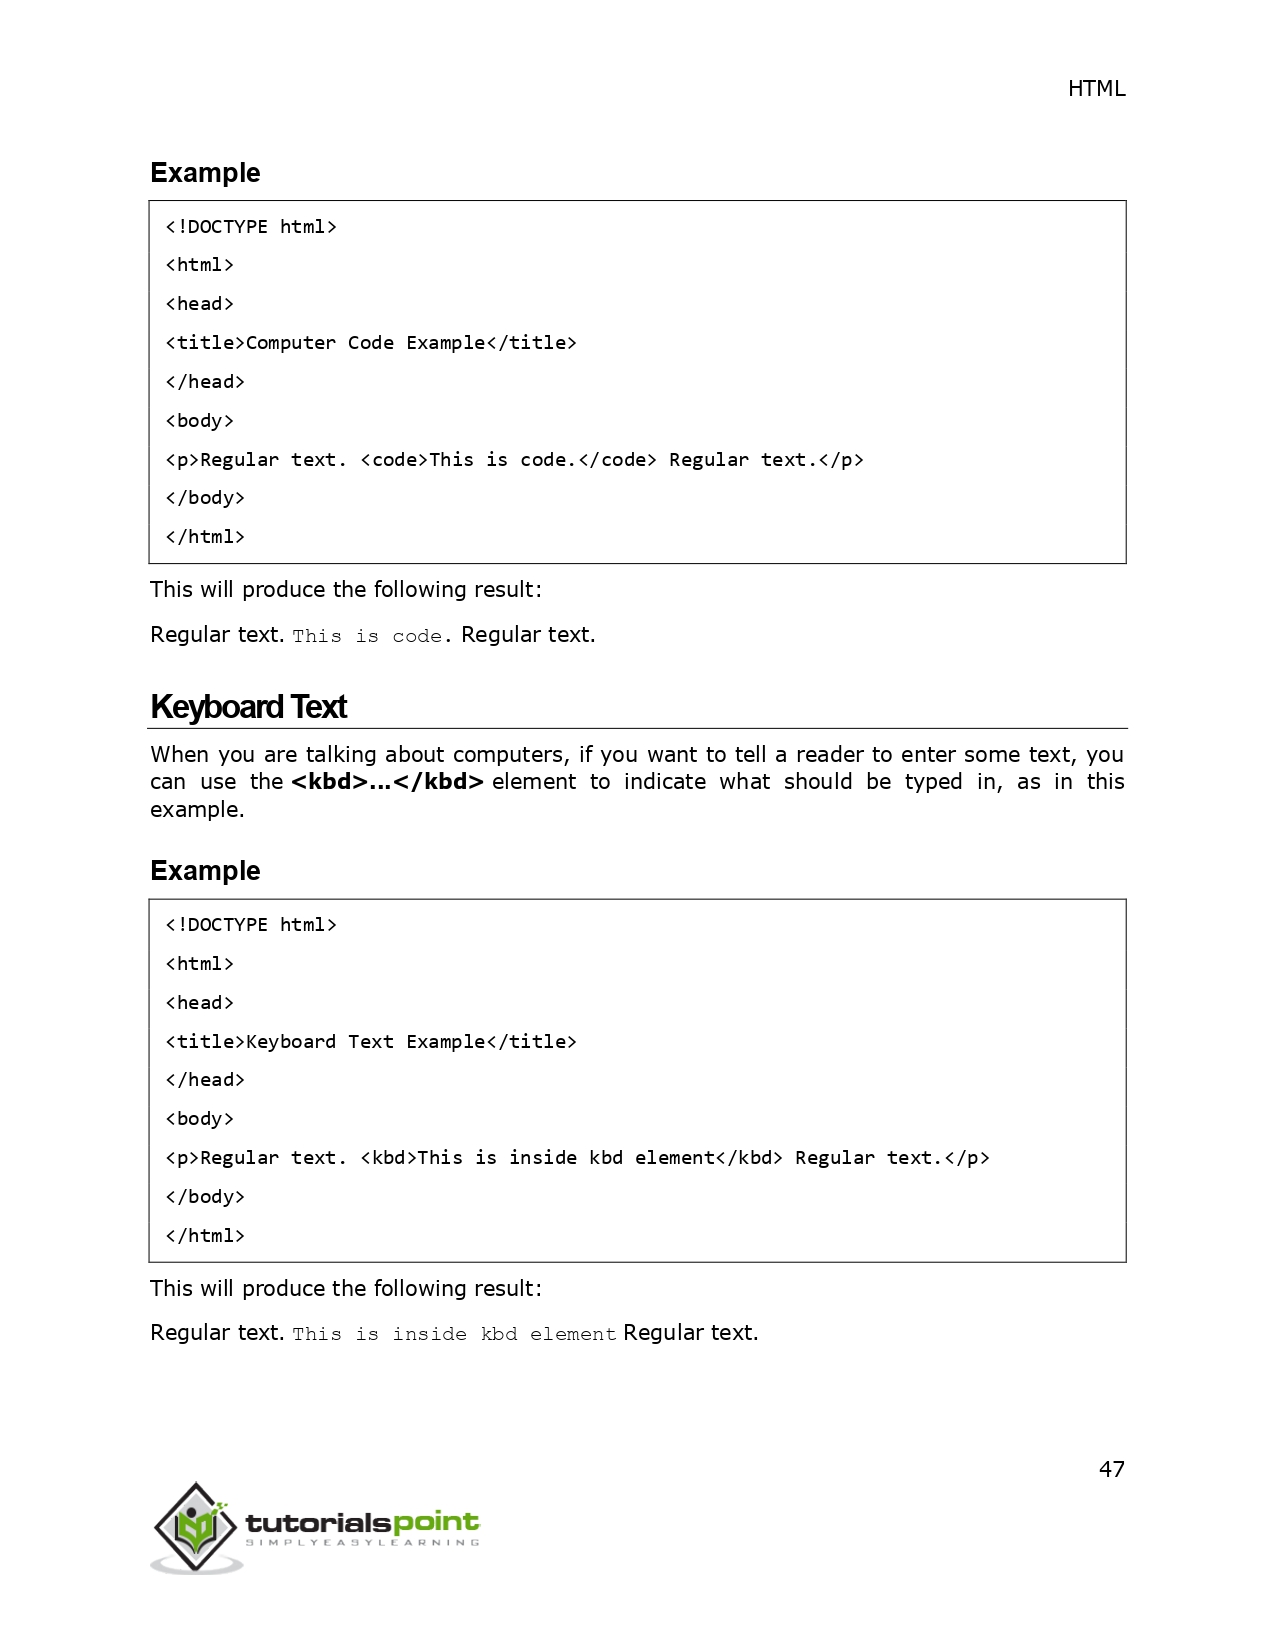 HTML
Example
<!DOCTYPE html>
<html>
<head>
<title>Computer Code Example</title>
</head>
<body>
<p>Regular text. <code>This is code.</code> Regular text.</p>
</body>
</html>
This will produce the following result:
Regular text. This is code. Regular text.
Keyboard Text
When you are talking about computers, if you want to tell a reader to enter some text, you
can use the <kbd>...</kbd> element to indicate what should be typed in, as in this
example.
Example
<!DOCTYPE html>
<html>
<head>
<title>Keyboard Text Example</title>
</head>
<body>
<p>Regular text. <kbd>This is inside kbd element</kbd> Regular text.</p>
</body>
</html>
This will produce the following result:
Regular text. This is inside kbd element Regular text.
47
tutorialspoint
SIMPLYEASYLEARNING